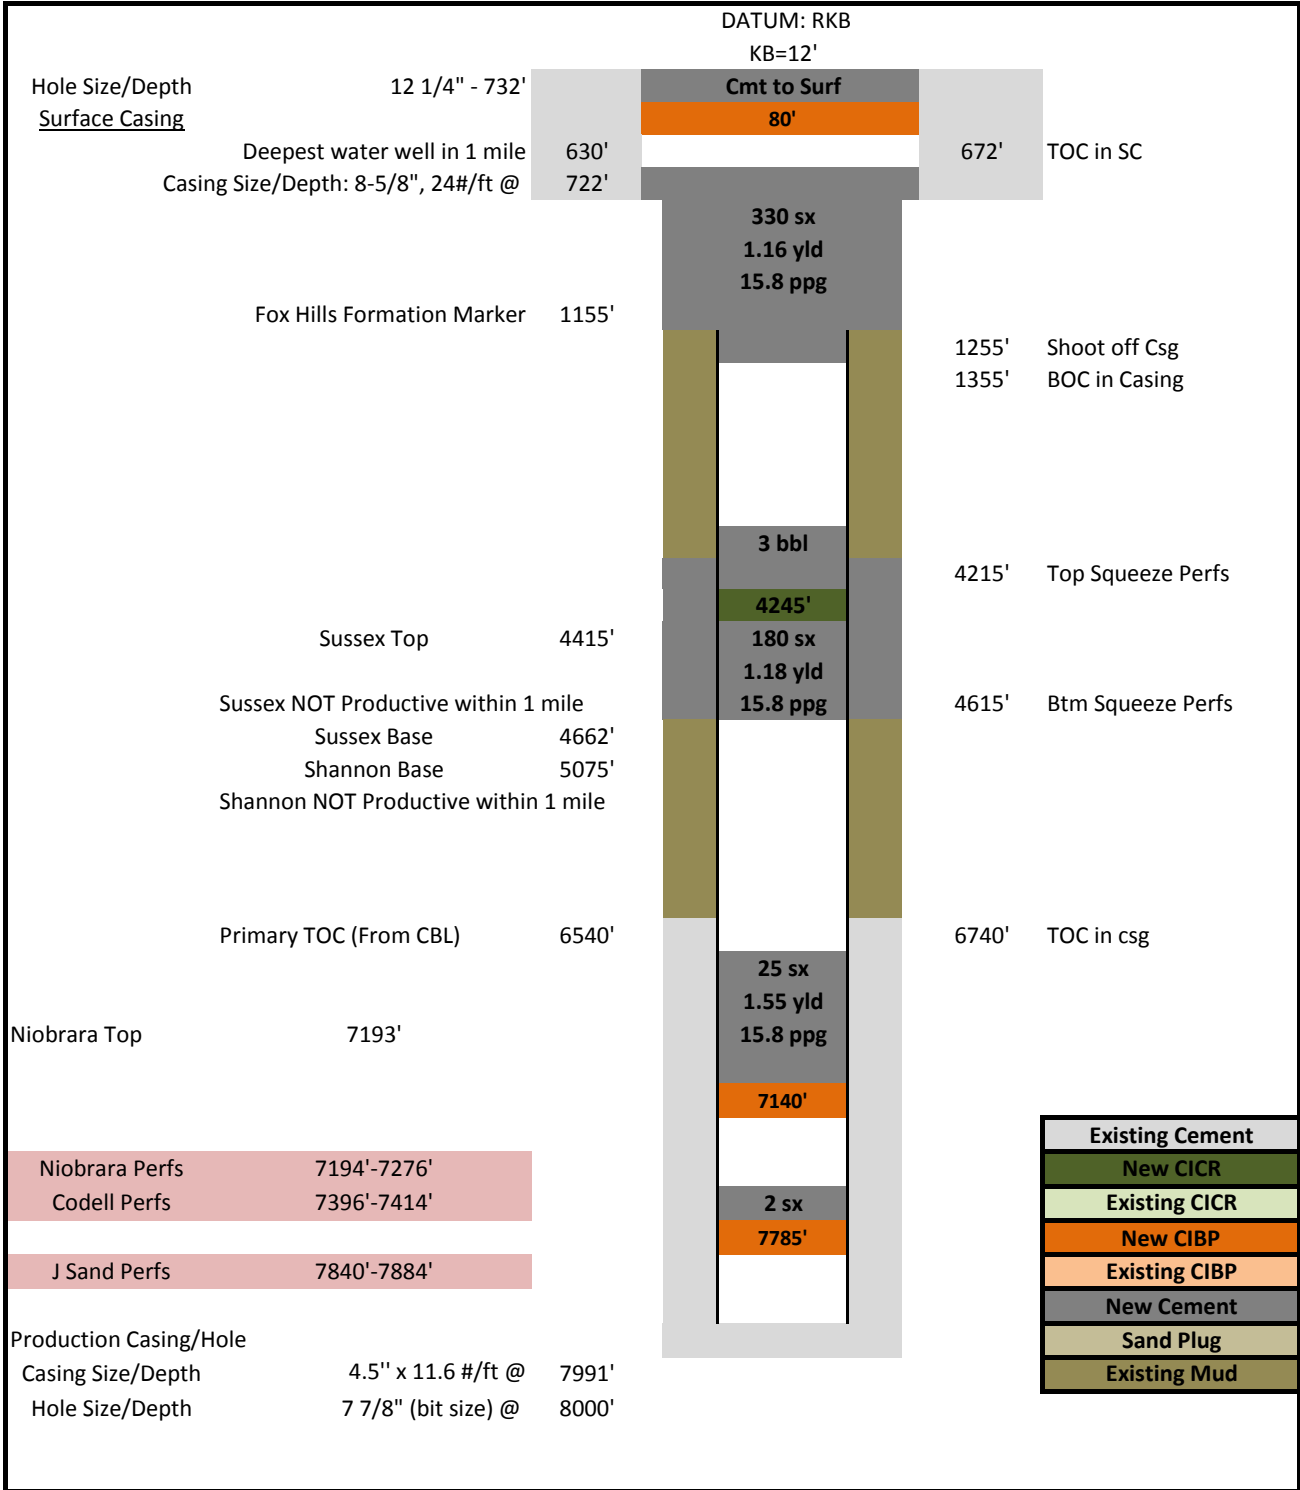 DATUM: RKB
KB=12'
Hole Size/Depth 12 1/4" - 732' Cmt to Surf
Surface Casing 80'
Deepest water well in 1 mile 630' 672' TOC in SC
Casing Size/Depth: 8-5/8", 24#/ft @ 722'
330 sx
1.16 yld
15.8 ppg
Fox Hills Formation Marker 1155'
1255' Shoot off Csg
1355' BOC in Casing
3 bbl
4215' Top Squeeze Perfs
4245'
Sussex Top 4415' 180 sx
1.18 yld
Sussex NOT Productive within 1 mile 15.8 ppg 4615' Btm Squeeze Perfs
Sussex Base 4662'
Shannon Base 5075'
Shannon NOT Productive within 1 mile
Primary TOC (From CBL) 6540' 6740' TOC in csg
25 sx
1.55 yld
Niobrara Top 7193' 15.8 ppg
7140'
Existing Cement
Niobrara Perfs 7194'-7276' New CICR
Codell Perfs 7396'-7414' 2 sx Existing CICR
7785' New CIBP
J Sand Perfs 7840'-7884' Existing CIBP
New Cement
Production Casing/Hole Sand Plug
Casing Size/Depth 4.5'' x 11.6 #/ft @ 7991' Existing Mud
Hole Size/Depth 7 7/8" (bit size) @ 8000'